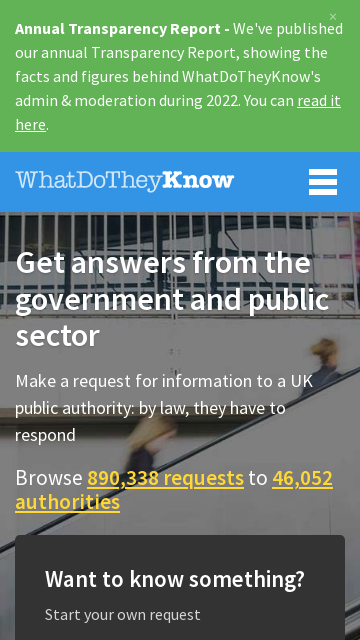 ×
Annual Transparency Report - We've published
our annual Transparency Report, showing the
facts and figures behind WhatDoTheyKnow's
admin & moderation during 2022. You can read it
here.
WhatDoTheyKnow
Get answers from the
government and public
sector
Make a request for information to a UK
public authority: by law, they have to
respond
Browse 890,338 requests to 46,052
authorities
Want to know something?
Start your own request